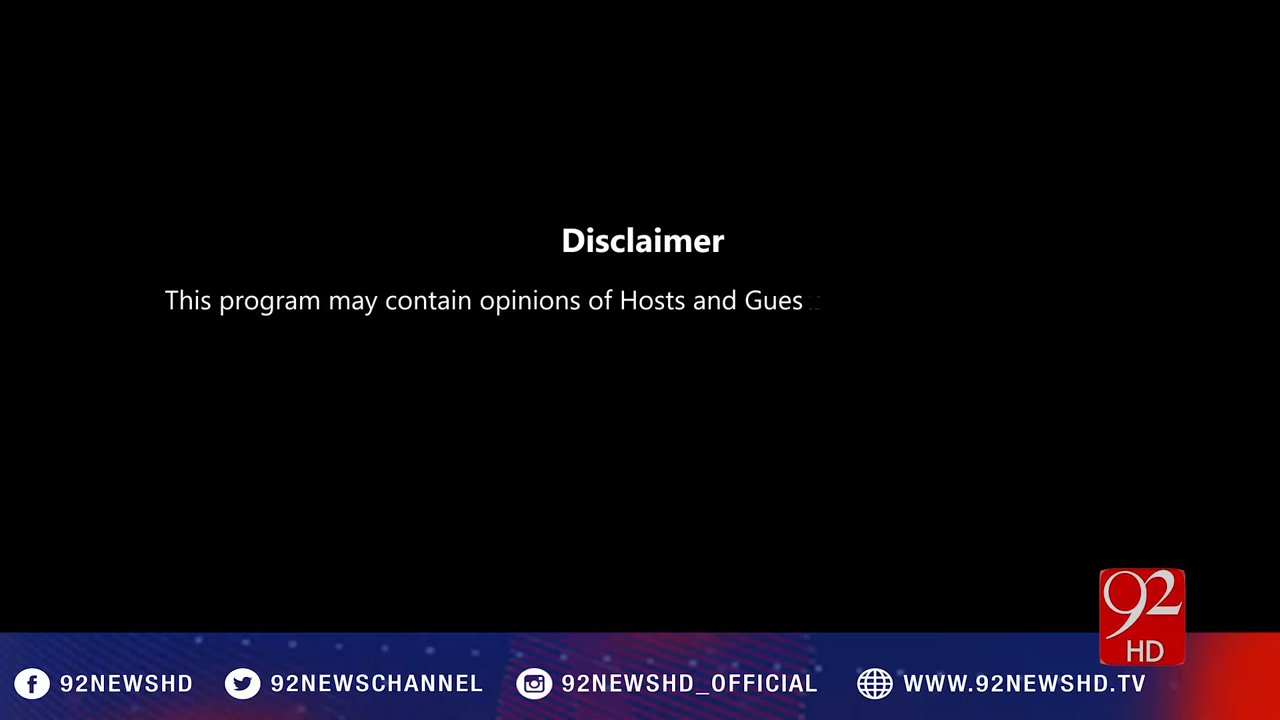 Disclaimer
This program may contain opinions of Hosts and Gues
92
HD
92NEWSHD
92NEWSCHANNEL
92NEWSHD_OFFICIAL
WWW.92NEWSHD.TV